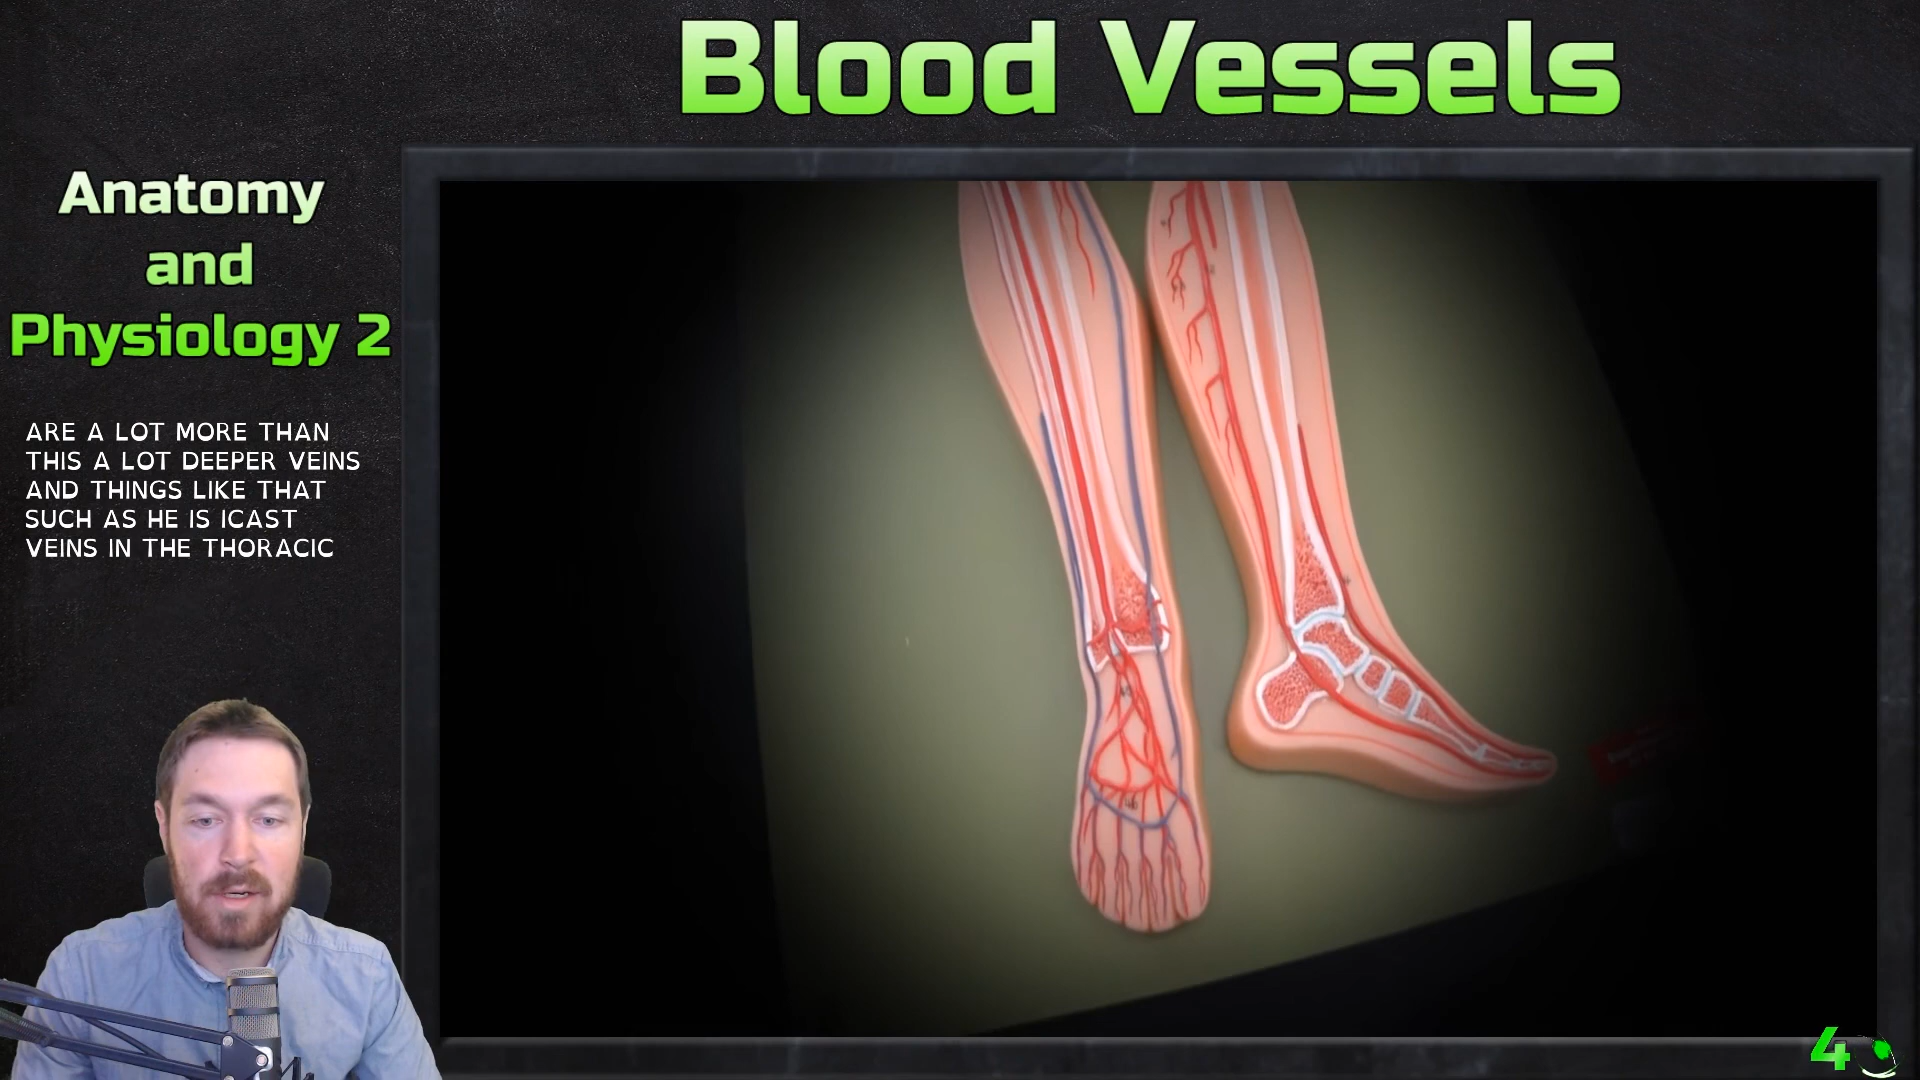 Blood Vessels
Anatomy
and
Physiology 2
ARE A LOT MORE THAN
THIS A LOT DEEPER VEINS
AND THINGS LIKE THAT
SUCH AS HE IS ICAST
VEINS IN THE THORACIC
46
4